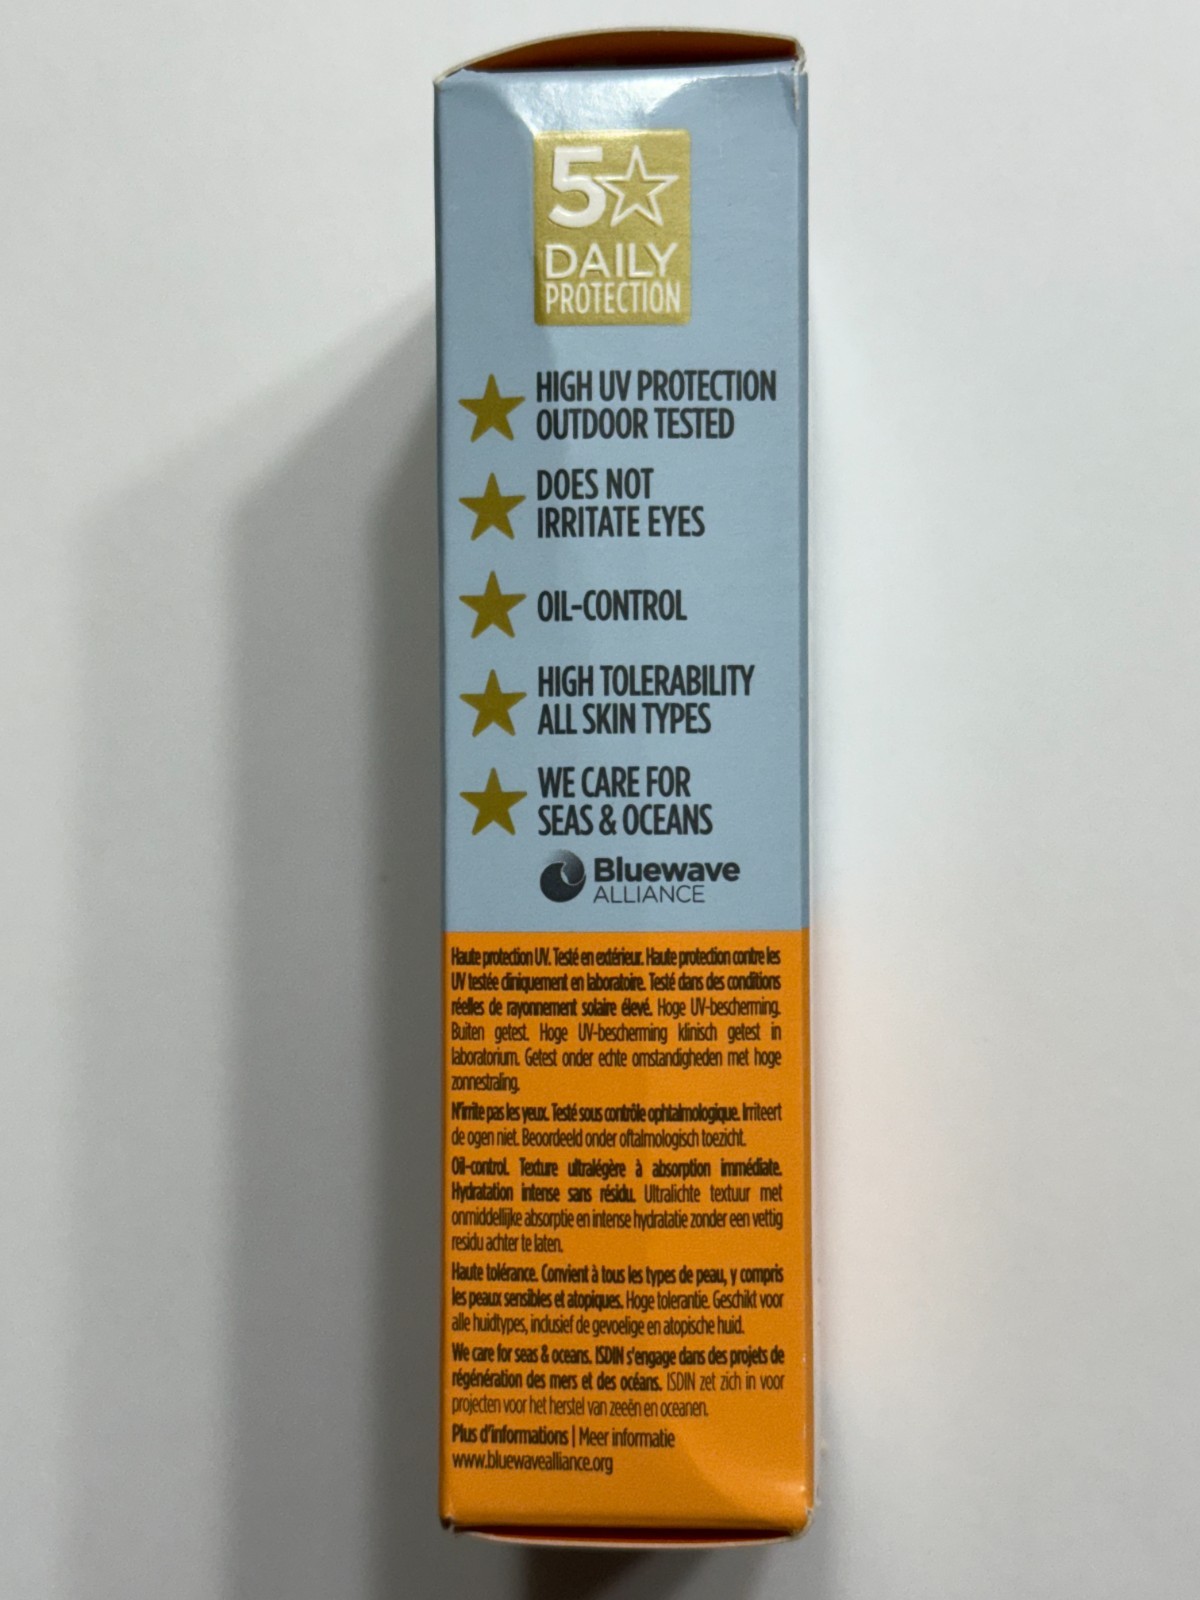 5
DAILY
PROTECTION
HIGH UV PROTECTION
OUTDOOR TESTED
DOES NOT
IRRITATE EYES
OIL-CONTROL
HIGH TOLERABILITY
ALL SKIN TYPES
WE CARE FOR
SEAS & OCEANS
Bluewave
ALLIANCE
Haute protection UV. Testé en extérieur. Haute protection contre les
UV testée cliniquement en laboratoire. Testé dans des conditions
réelles de rayonnement solaire élevé. Hoge UV-bescherming.
Buiten getest. Hoge UV-bescherming klinisch getest in
laboratorium. Getest onder echte omstandigheden met hoge
zonnestraling.
N'irrite pas les yeux. Testé sous contrôle ophtalmologique. Irriteert
de ogen niet. Beoordeeld onder oftalmologisch toezicht.
Oil-control. Texture ultralégère à absorption immédiate.
Hydratation intense sans résidu. Ultralichte textuur met
onmiddellijke absorptie en intense hydratatie zonder een vettig
residu achter te laten.
Haute tolérance. Convient à tous les types de peau, y compris
les peaux sensibles et atopiques. Hoge tolerantie. Geschikt voor
alle huidtypes, inclusief de gevoelige en atopische huid.
We care for seas & oceans. ISDIN s'engage dans des projets de
régénération des mers et des océans. ISDIN zet zich in voor
projecten voor het herstel van zeeën en oceanen.
Plus d'informations | Meer informatie
www.bluewavealliance.org